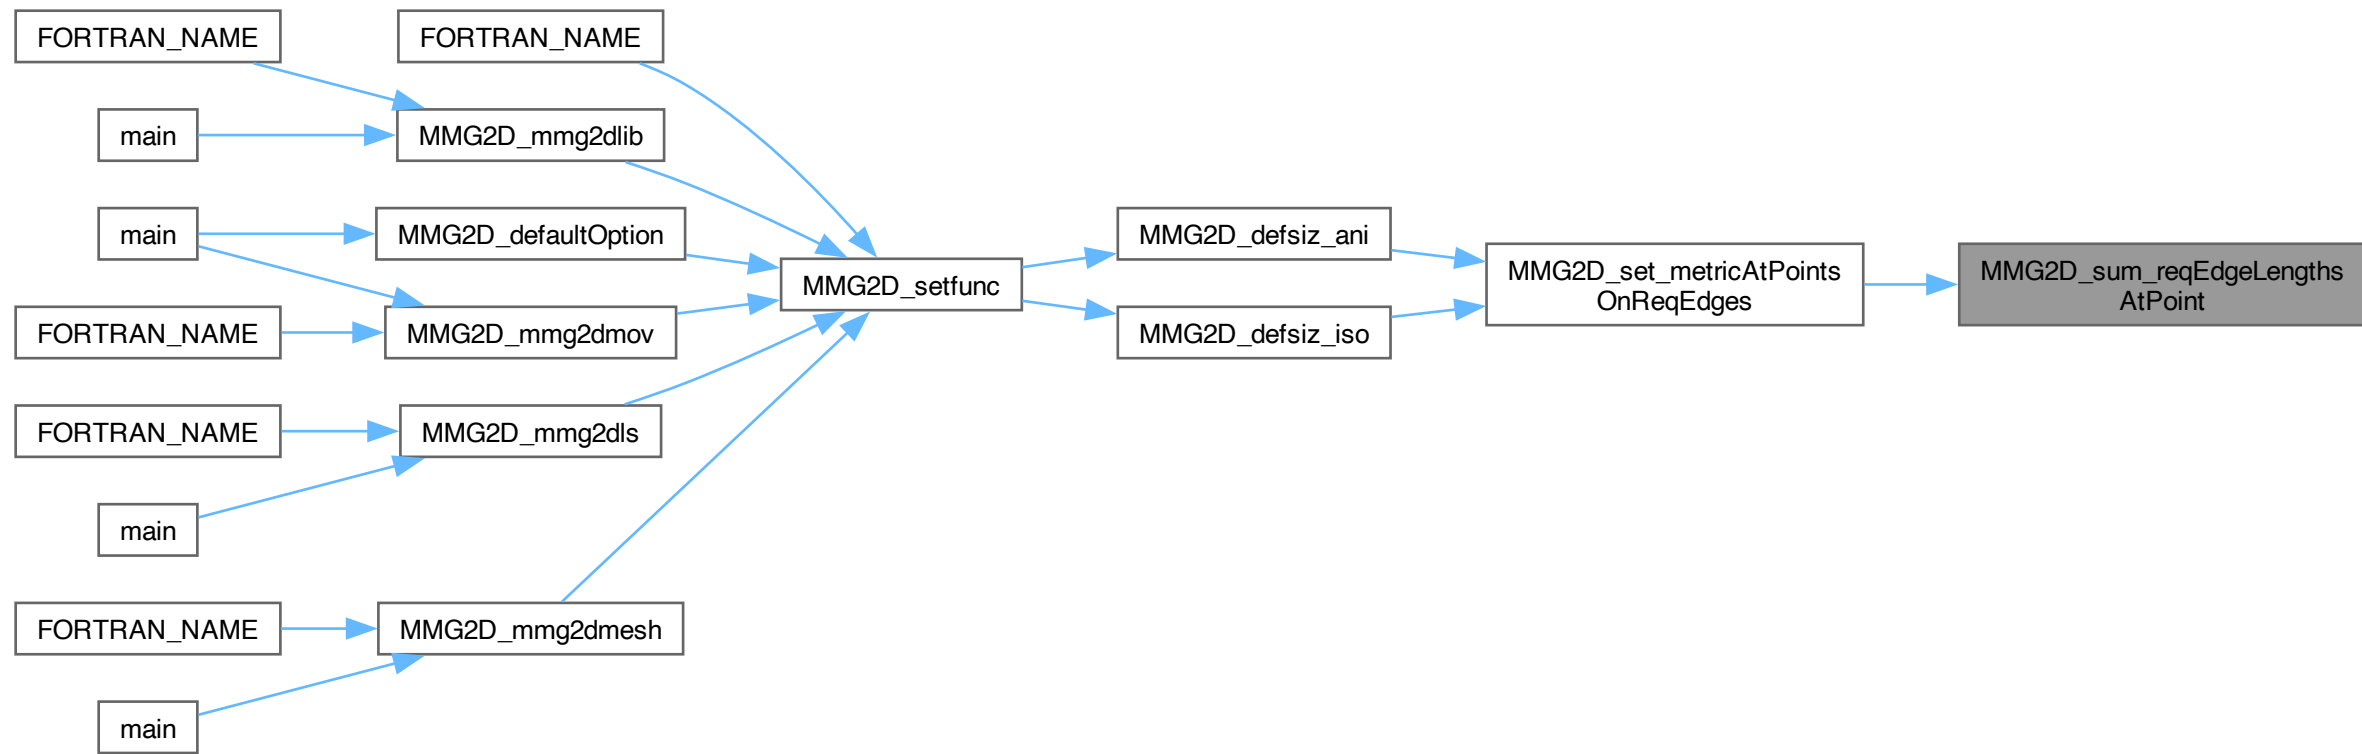 FORTRAN_NAME
FORTRAN_NAME
main
MMG2D_mmg2dlib
main
MMG2D_defaultOption
MMG2D_defsiz_ani
MMG2D_setfunc
MMG2D_set_metricAtPoints
OnReqEdges
MMG2D_sum_reqEdgeLengths
AtPoint
FORTRAN_NAME
MMG2D_mmg2dmov
MMG2D_defsiz_iso
FORTRAN_NAME
MMG2D_mmg2dls
main
FORTRAN_NAME
MMG2D_mmg2dmesh
main